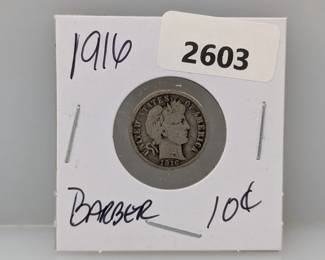 1916
2603
UNITED STATES OF AMERICA
1916
BARBER 10¢